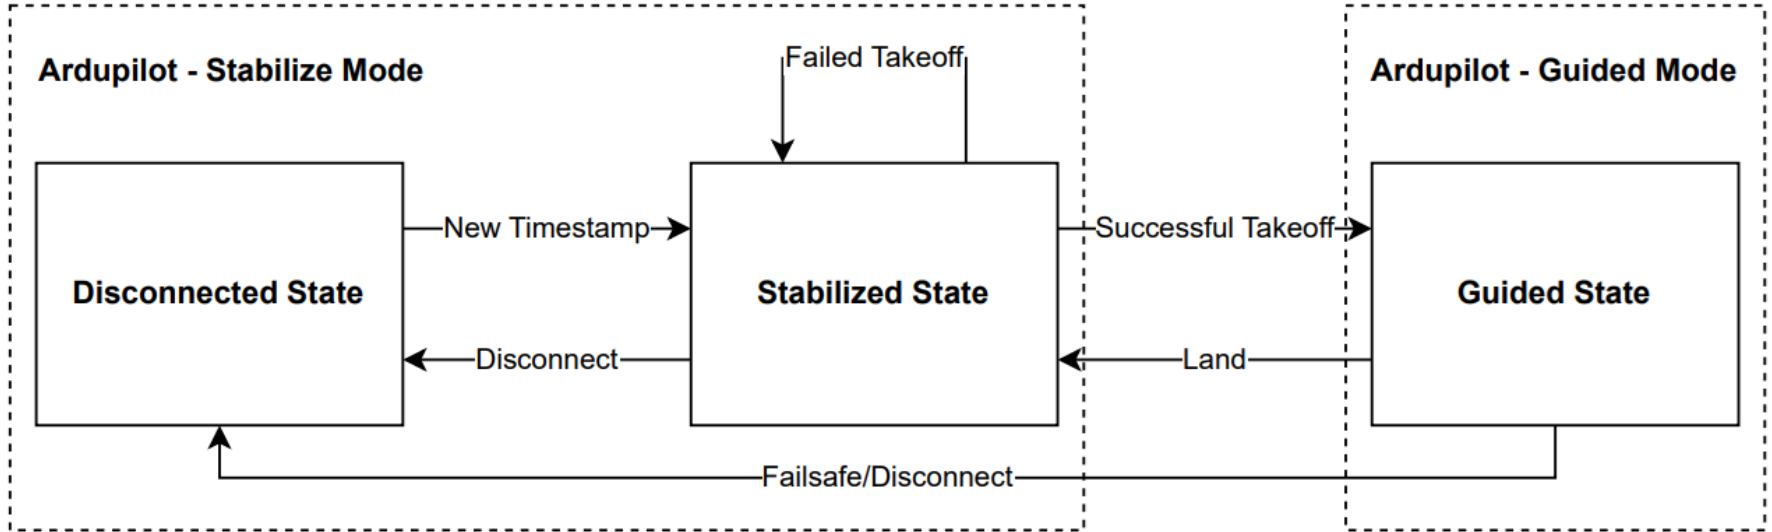 Failed Takeoff
Ardupilot - Stabilize Mode
Ardupilot - Guided Mode
New Timestamp
Successful Takeoff
Disconnected State
Stabilized State
Guided State
Disconnect
Land
Failsafe/Disconnect